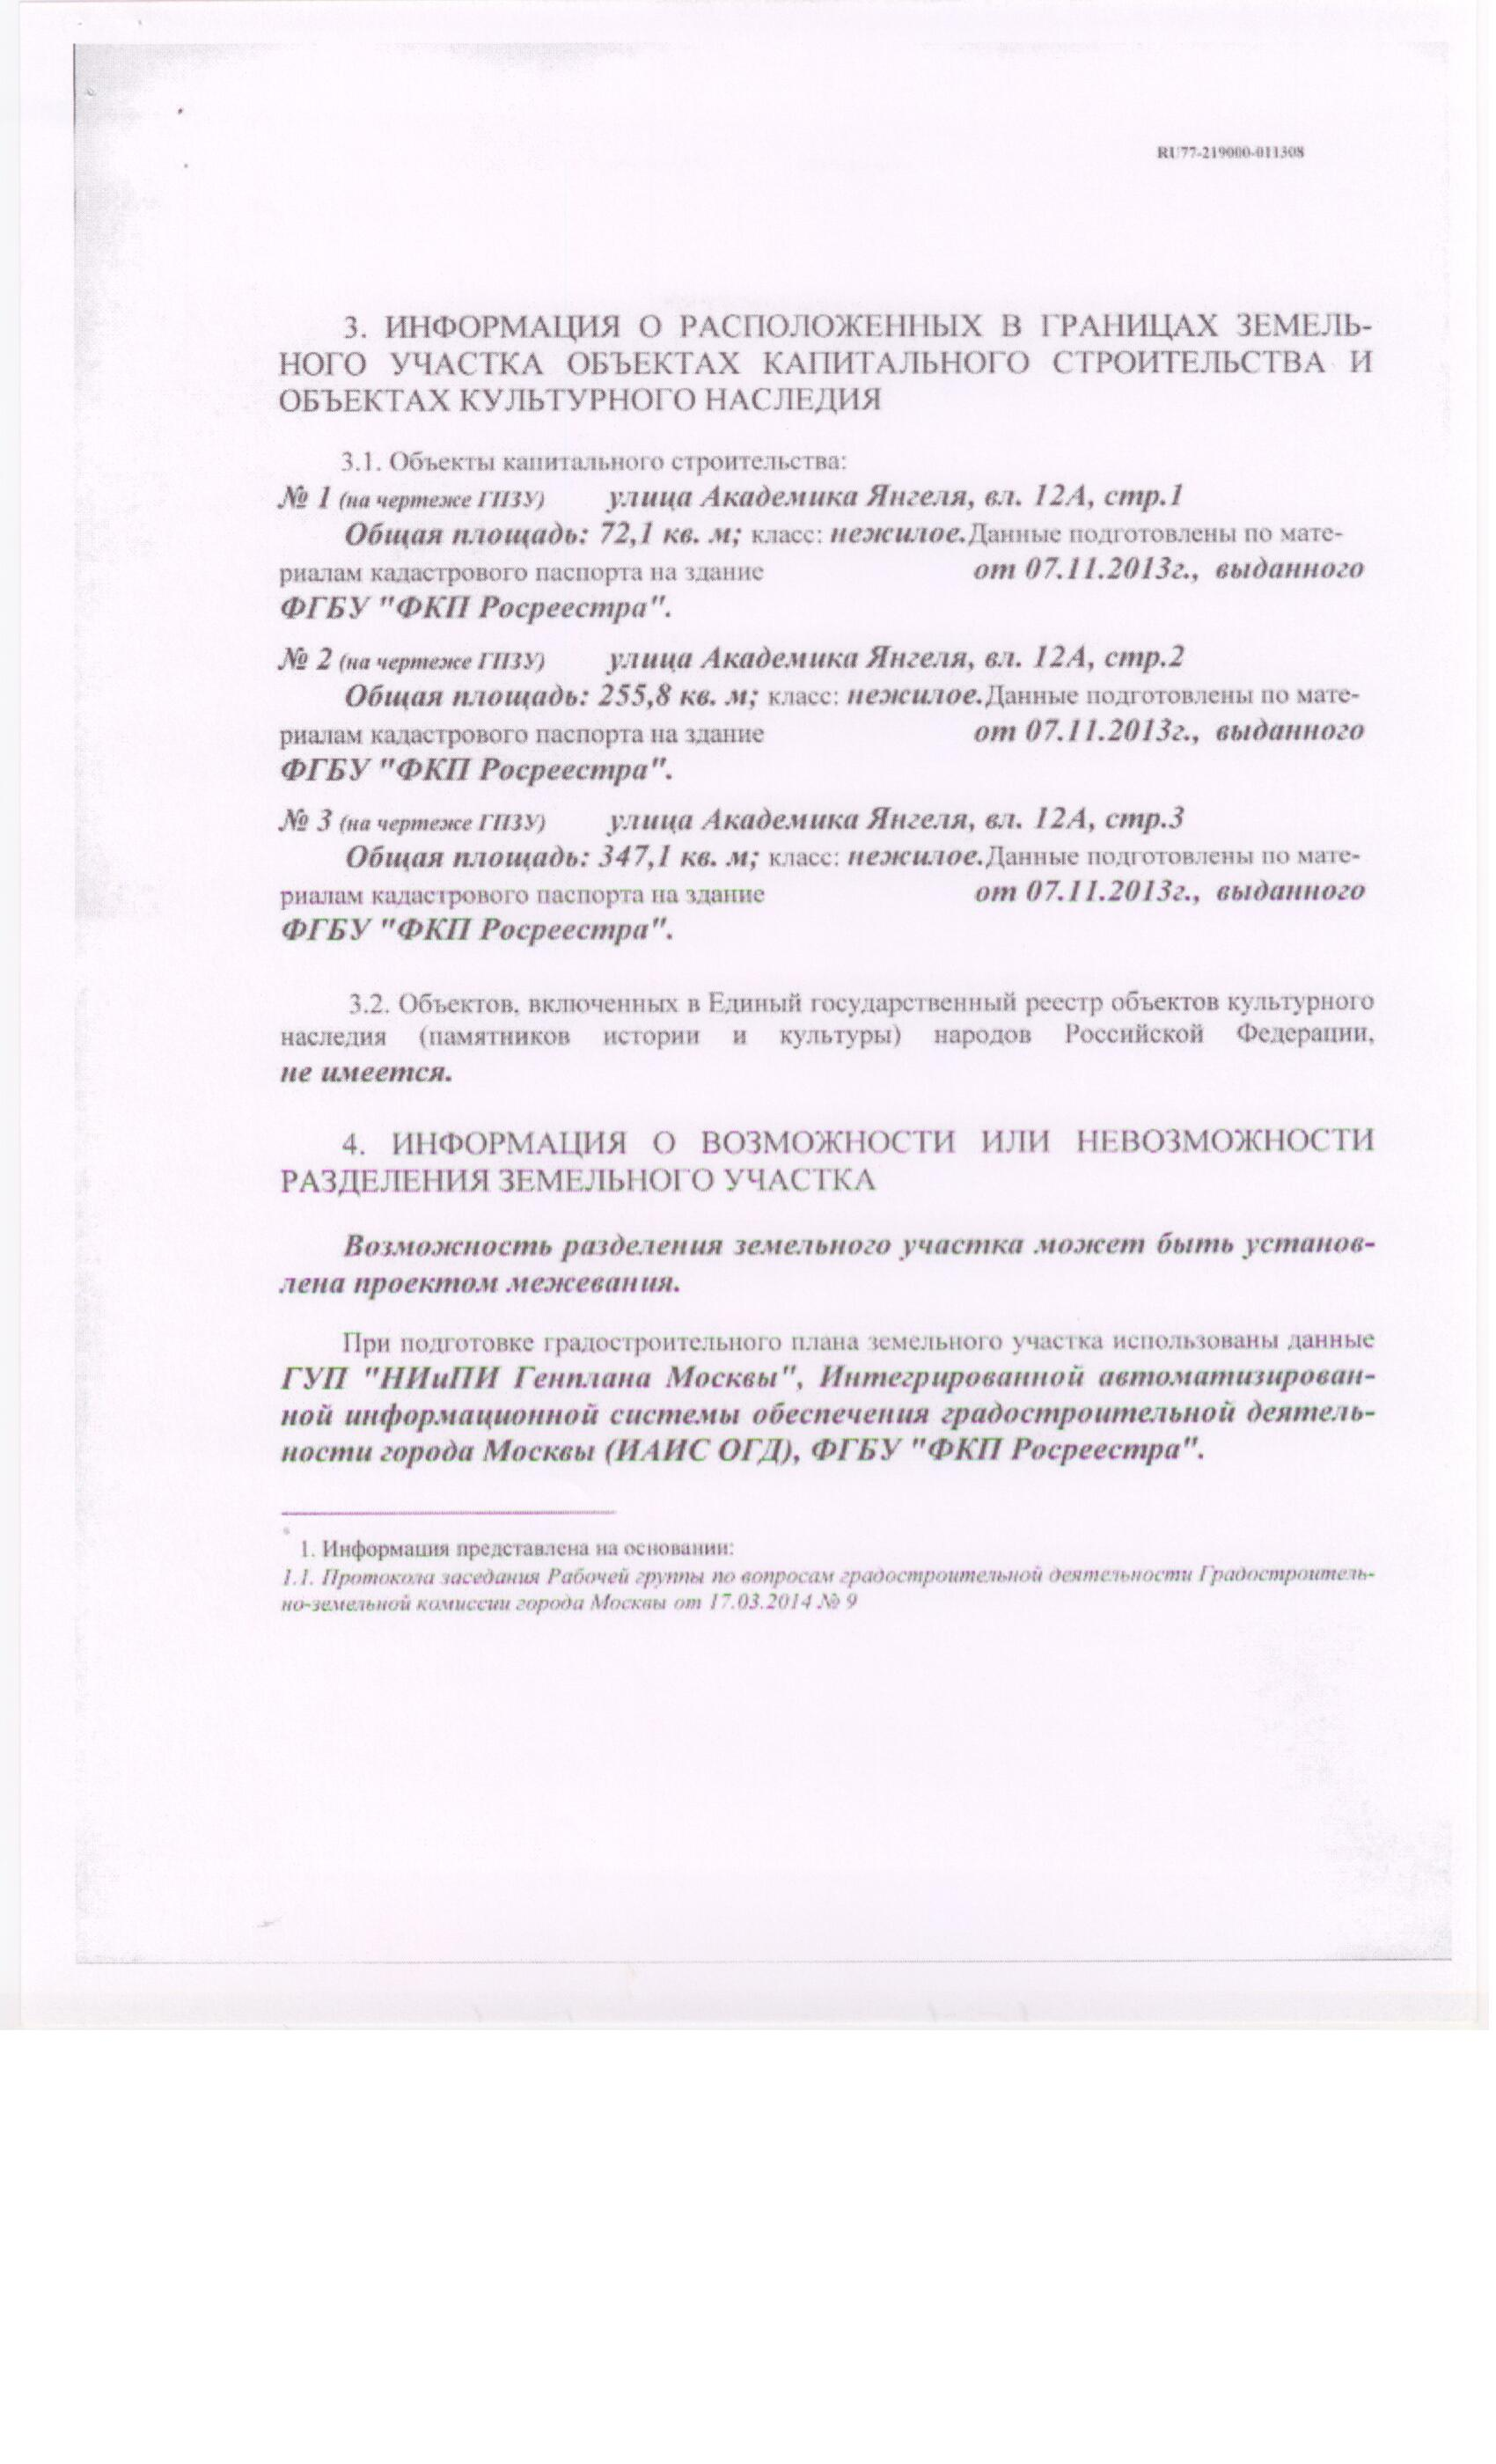 RU77-219000-011308
3. ИНФОРМАЦИЯ О РАСПОЛОЖЕННЫХ В ГРАНИЦАХ ЗЕМЕЛЬ-
НОГО УЧАСТКА ОБЪЕКТАХ КАПИТАЛЬНОГО СТРОИТЕЛЬСТВА И
ОБЪЕКТАХ КУЛЬТУРНОГО НАСЛЕДИЯ
3.1. Объекты капитального строительства:
№ 1 (на чертеже ГПЗУ) улица Академика Янгеля, вл. 12А, стр.1
Общая площадь: 72,1 кв. м; класс: нежилое.Данные подготовлены по мате-
риалам кадастрового паспорта на здание от 07.11.2013г., выданного
ФГБУ "ФКП Росреестра".
№ 2 (на чертеже ГПЗУ) улица Академика Янгеля, вл. 12А, стр.2
Общая площадь: 255,8 кв. м; класс: нежилое.Данные подготовлены по мате-
риалам кадастрового паспорта на здание от 07.11.2013г., выданного
ФГБУ "ФКП Росреестра".
№ 3 (на чертеже ГПЗУ) улица Академика Янгеля, вл. 12А, стр.3
Общая площадь: 347,1 кв. м; класс: нежилое.Данные подготовлены по мате-
риалам кадастрового паспорта на здание от 07.11.2013г., выданного
ФГБУ "ФКП Росреестра".
3.2. Объектов, включенных в Единый государственный реестр объектов культурного
наследия (памятников истории и культуры) народов Российской Федерации,
не имеется.
4. ИНФОРМАЦИЯ О ВОЗМОЖНОСТИ ИЛИ НЕВОЗМОЖНОСТИ
РАЗДЕЛЕНИЯ ЗЕМЕЛЬНОГО УЧАСТКА
Возможность разделения земельного участка может быть установ-
лена проектом межевания.
При подготовке градостроительного плана земельного участка использованы данные
ГУП "НИиПИ Генплана Москвы", Интегрированной автоматизирован-
ной информационной системы обеспечения градостроительной деятель-
ности города Москвы (ИАИС ОГД), ФГБУ "ФКП Росреестра".
1. Информация представлена на основании:
1.1. Протокола заседания Рабочей группы по вопросам градостроительной деятельности Градостроитель-
но-земельной комиссии города Москвы от 17.03.2014 № 9